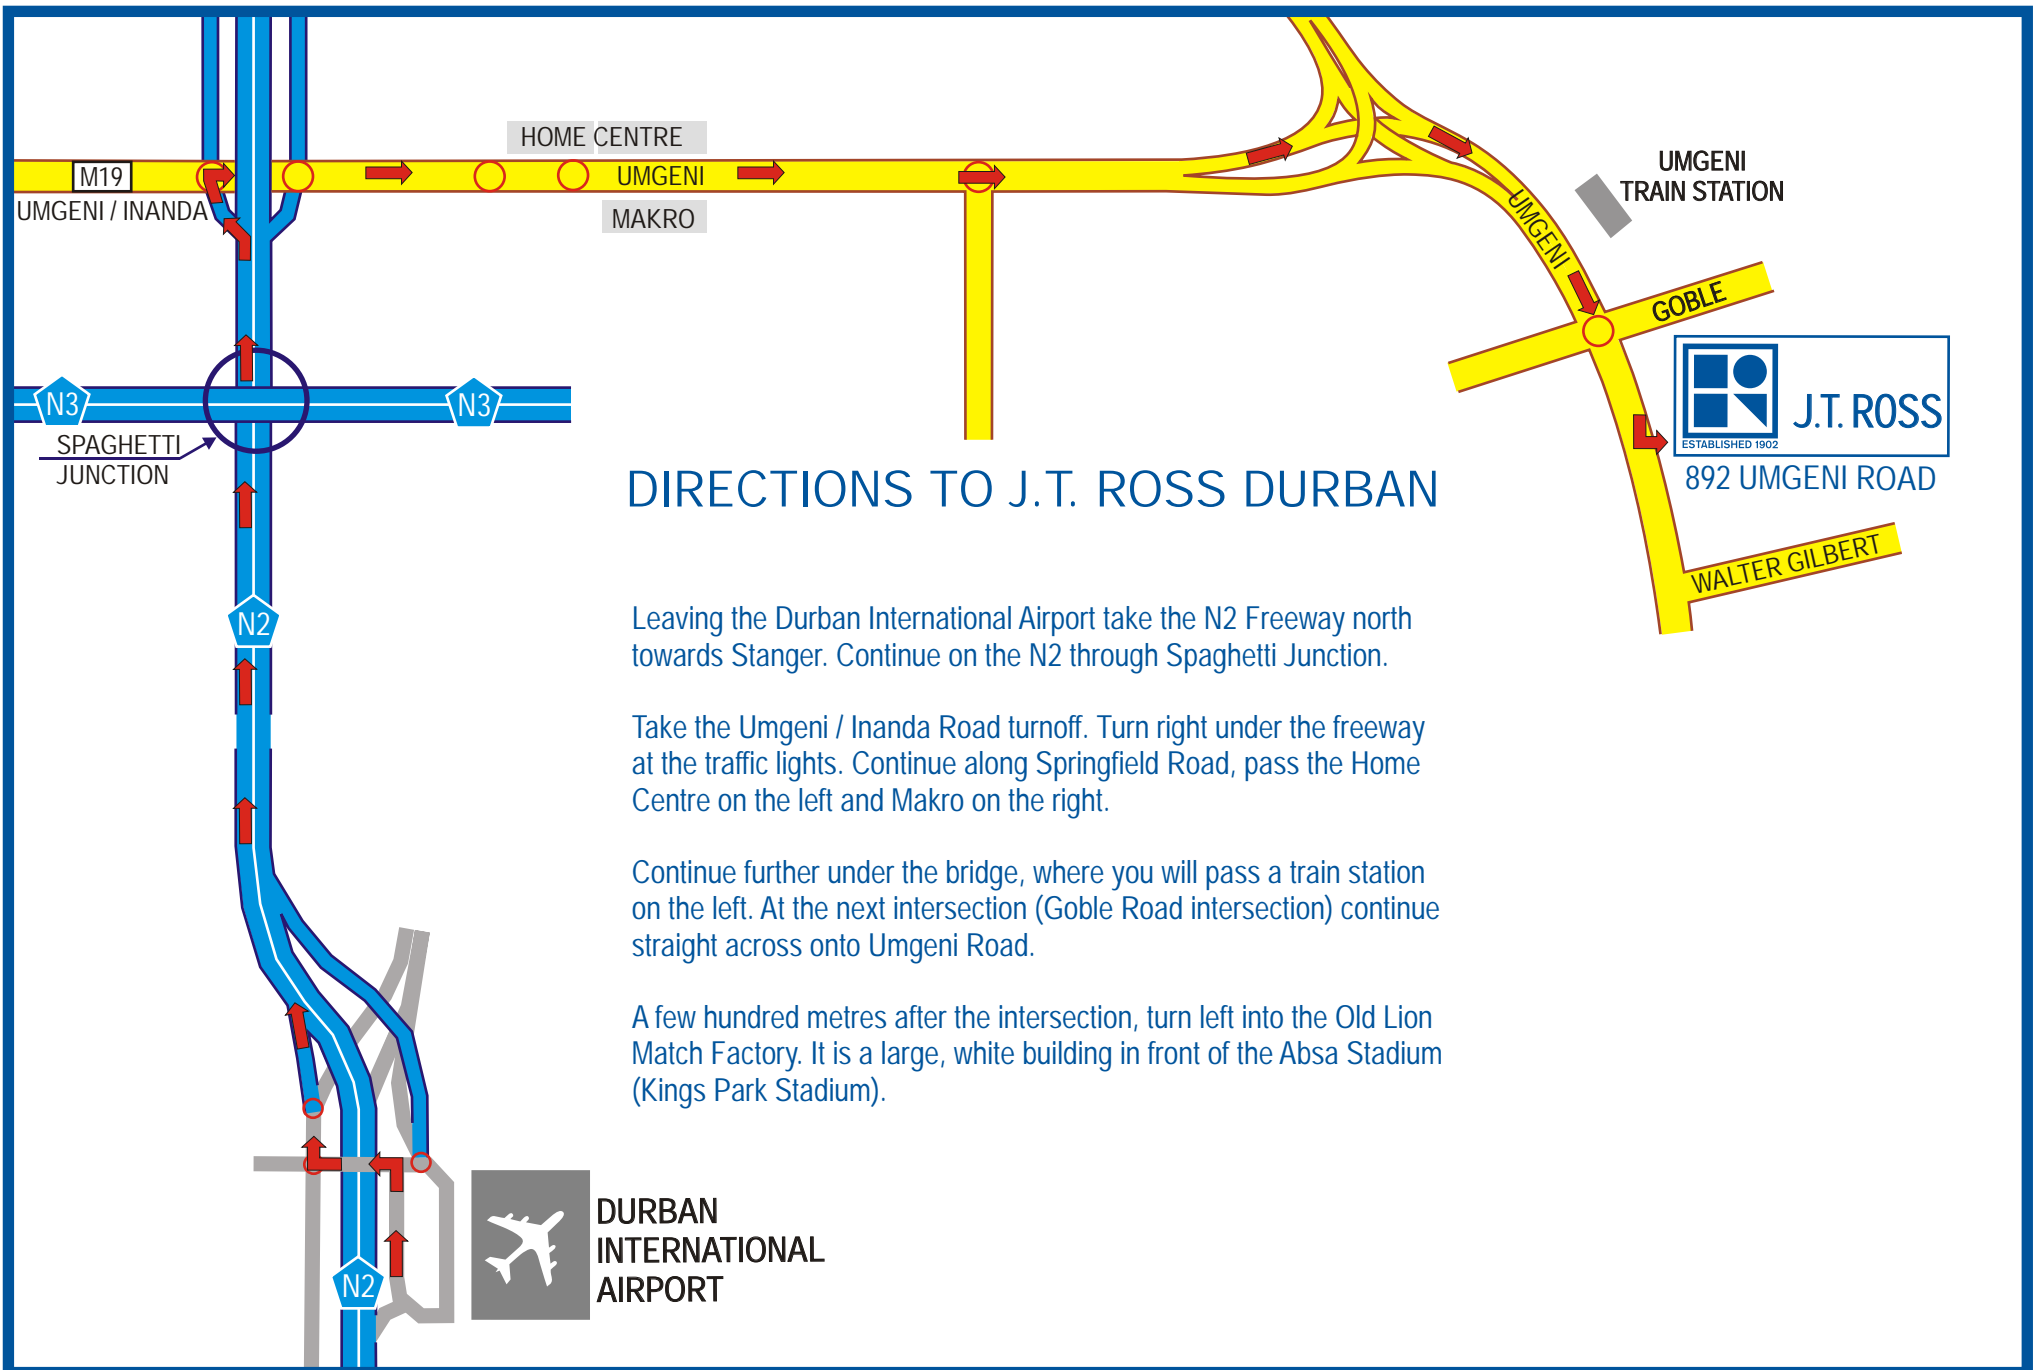 HOME CENTRE
M19
UMGENI
UMGENI / INANDA
MAKRO
UMGENI
TRAIN STATION
UMGENI
GOBLE
N3
N3
SPAGHETTI
JUNCTION
J.T. ROSS
ESTABLISHED 1902
892 UMGENI ROAD
WALTER GILBERT
DIRECTIONS TO J.T. ROSS DURBAN
N2
Leaving the Durban International Airport take the N2 Freeway north
towards Stanger. Continue on the N2 through Spaghetti Junction.
Take the Umgeni / Inanda Road turnoff. Turn right under the freeway
at the traffic lights. Continue along Springfield Road, pass the Home
Centre on the left and Makro on the right.
Continue further under the bridge, where you will pass a train station
on the left. At the next intersection (Goble Road intersection) continue
straight across onto Umgeni Road.
A few hundred metres after the intersection, turn left into the Old Lion
Match Factory. It is a large, white building in front of the Absa Stadium
(Kings Park Stadium).
DURBAN
INTERNATIONAL
AIRPORT
N2